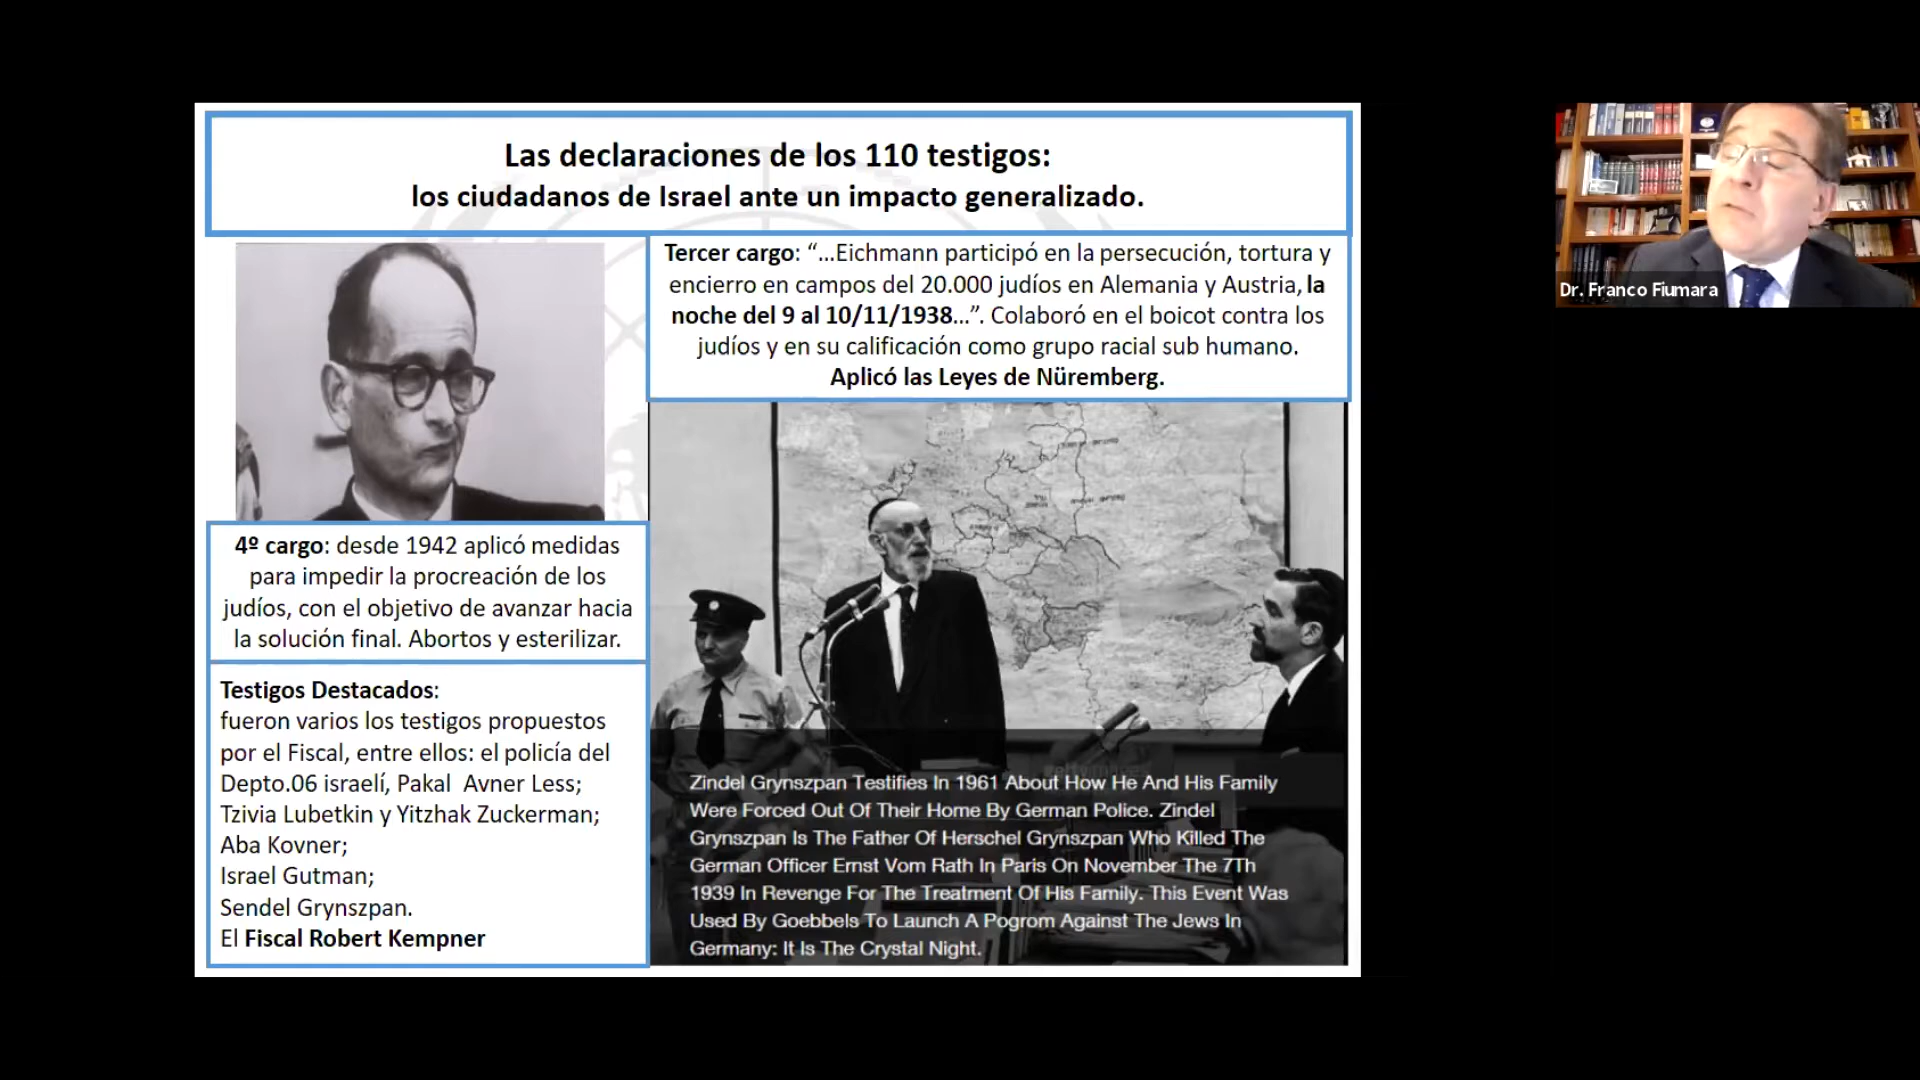 Las declaraciones de los 110 testigos:
los ciudadanos de Israel ante un impacto generalizado.
Tercer cargo: “...Eichmann participó en la persecución, tortura y
encierro en campos del 20.000 judíos en Alemania y Austria, la
noche del 9 al 10/11/1938...”. Colaboró en el boicot contra los
judíos y en su calificación como grupo racial sub humano.
Aplicó las Leyes de Nüremberg.
4º cargo: desde 1942 aplicó medidas
para impedir la procreación de los
judíos, con el objetivo de avanzar hacia
la solución final. Abortos y esterilizar.
Testigos Destacados:
fueron varios los testigos propuestos
por el Fiscal, entre ellos: el policía del
Depto.06 israelí, Pakal Avner Less;
Tzivia Lubetkin y Yitzhak Zuckerman;
Aba Kovner;
Israel Gutman;
Sendel Grynszpan.
El Fiscal Robert Kempner
Zindel Grynszpan Testifies In 1961 About How He And His Family
Were Forced Out Of Their Home By German Police. Zindel
Grynszpan Is The Father Of Herschel Grynszpan Who Killed The
German Officer Ernst Vom Rath In Paris On November The 7Th
1939 In Revenge For The Treatment Of His Family. This Event Was
Used By Goebbels To Launch A Pogrom Against The Jews In
Germany: It Is The Crystal Night.
Dr. Franco Fiumara